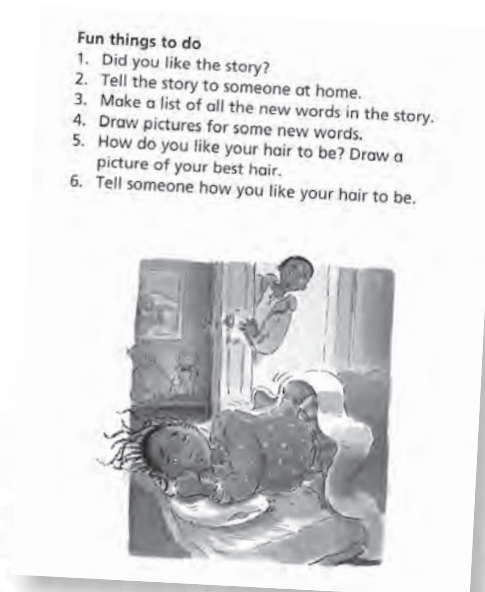 Fun things to do
1. Did you like the story?
2. Tell the story to someone at home.
3. Make a list of all the new words in the story.
4. Draw pictures for some new words.
5. How do you like your hair to be? Draw a
picture of your best hair.
6. Tell someone how you like your hair to be.